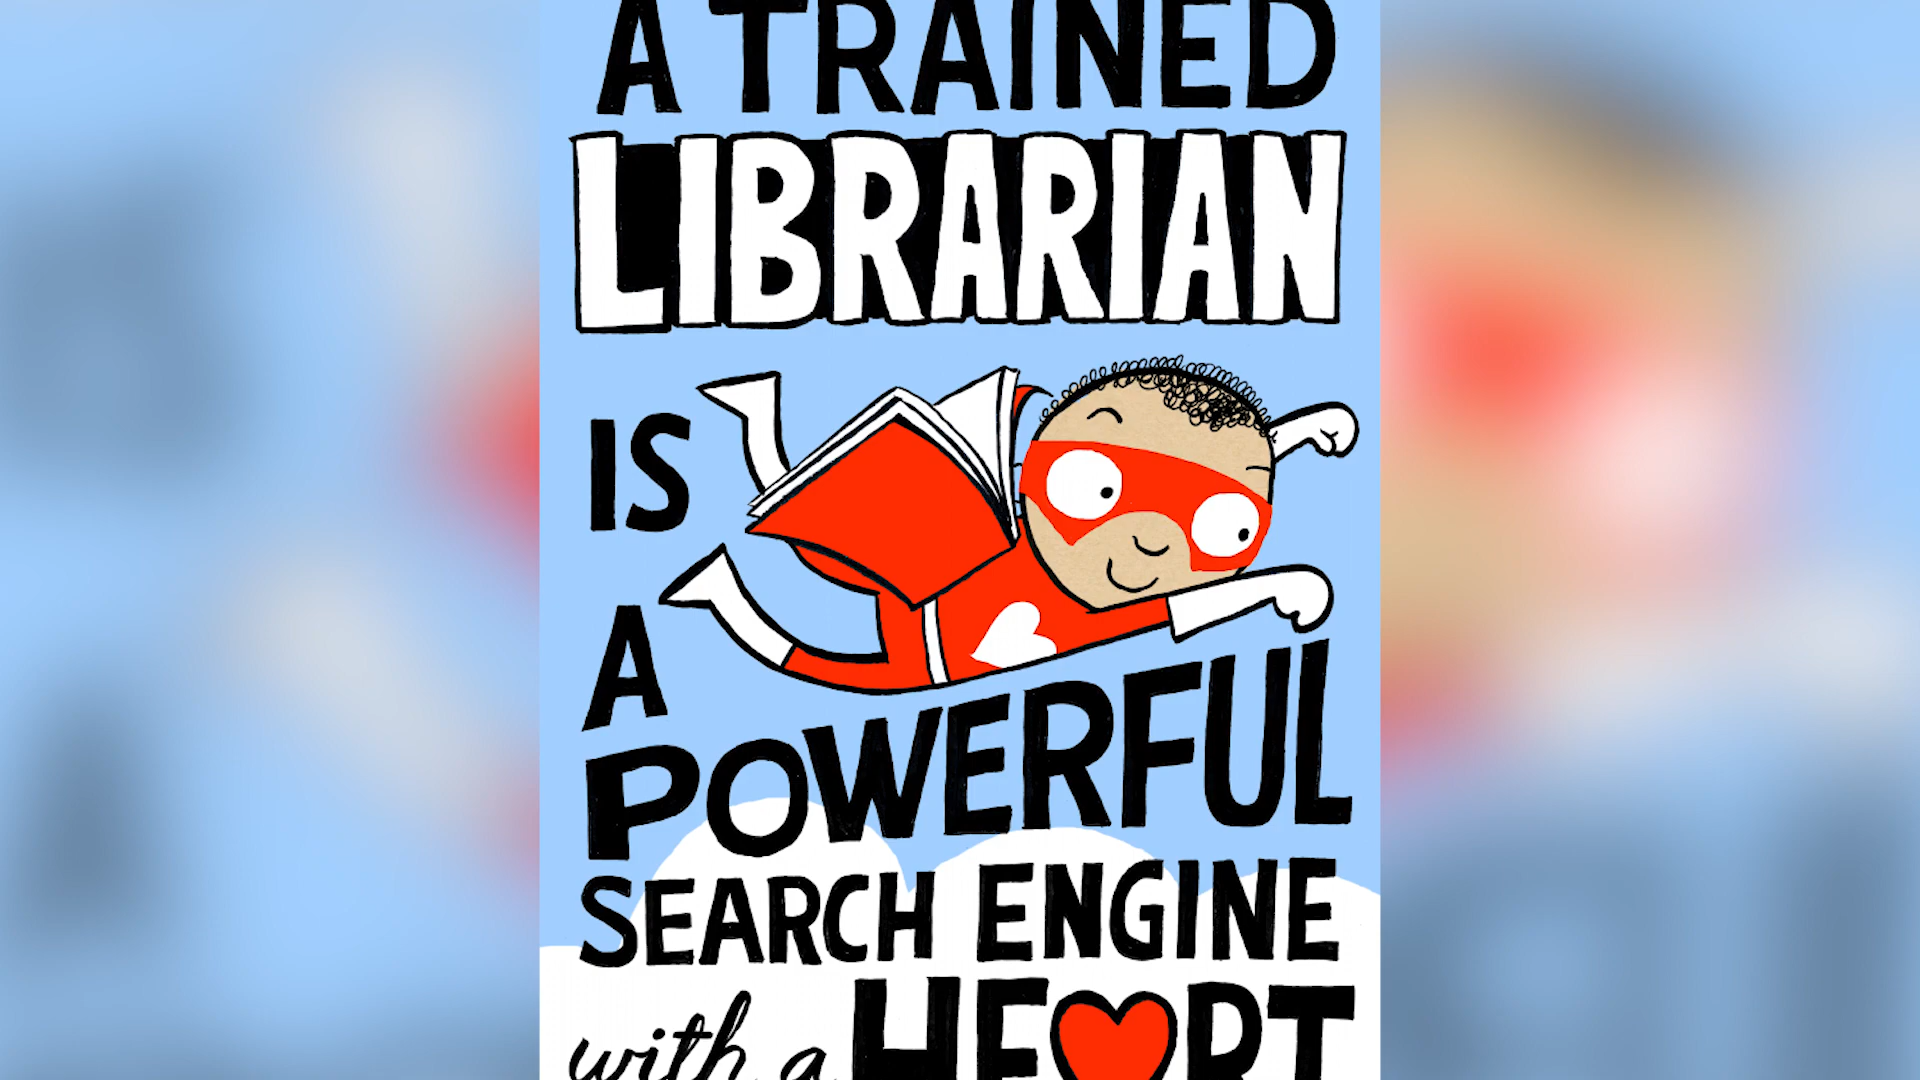 A TRAINED
LIBRARIAN
IS
A
POWERFUL
SEARCH ENGINE
with a HE♥RT